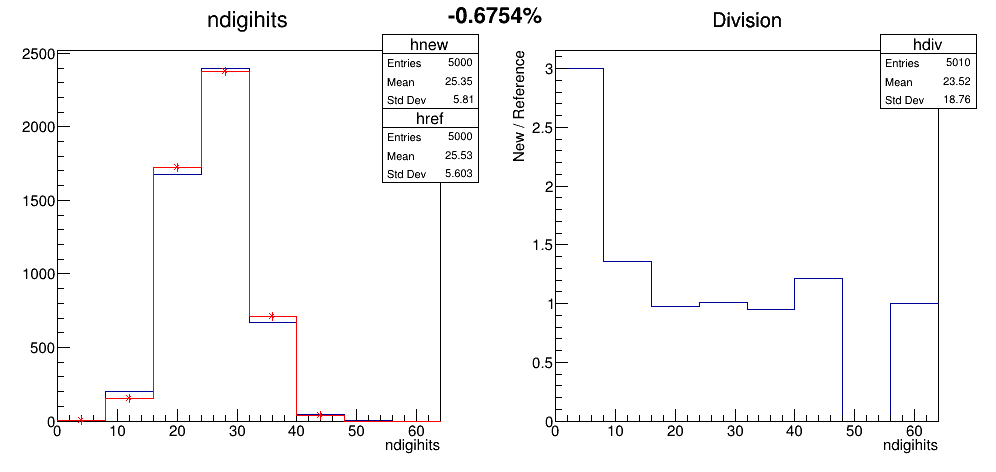 -0.6754%
ndigihits
hnew
Entries 5000
Mean 25.35
Std Dev 5.81
href
Entries 5000
Mean 25.53
Std Dev 5.603
2500
2000
1500
1000
500
0
0 10 20 30 40 50 60
ndigihits
Division
hdiv
Entries 5010
Mean 23.52
Std Dev 18.76
New / Reference
3
2.5
2
1.5
1
0.5
0
0 10 20 30 40 50 60
ndigihits